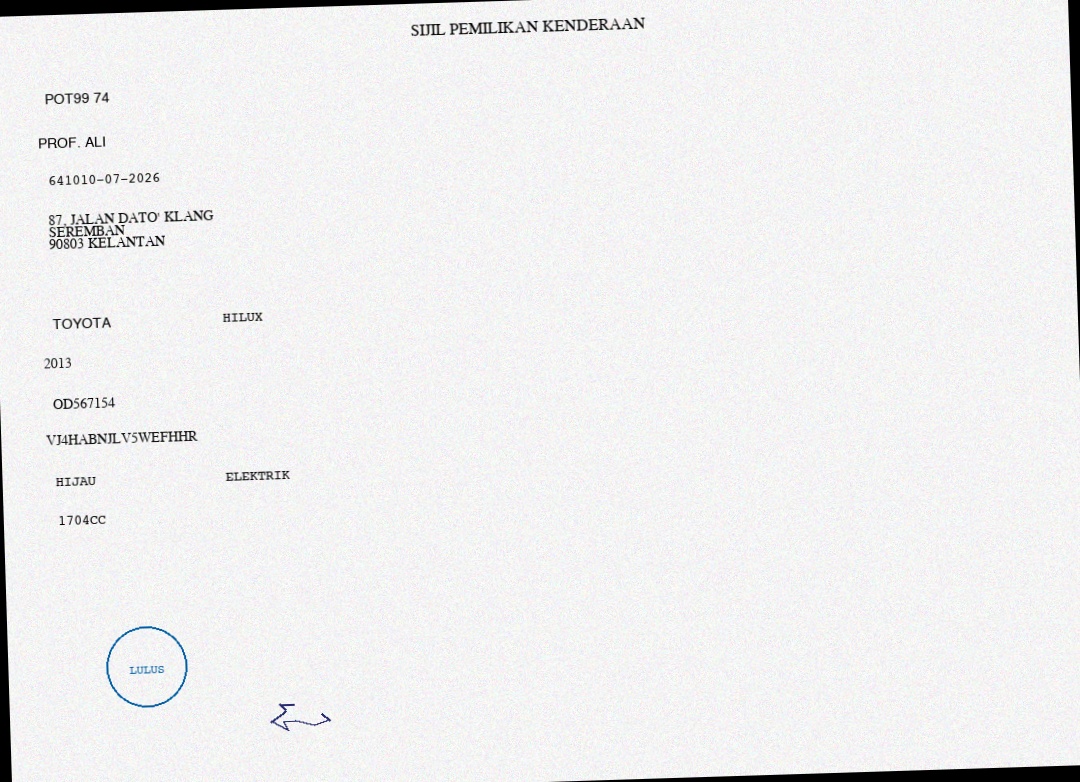 SIJIL PEMILIKAN KENDERAAN
POT99 74
PROF. ALI
641010-07-2026
87, JALAN DATO' KLANG
SEREMBAN
90803 KELANTAN
TOYOTA HILUX
2013
OD567154
VJ4HABNJLV5WEFHHR
HIJAU ELEKTRIK
1704CC
LULUS